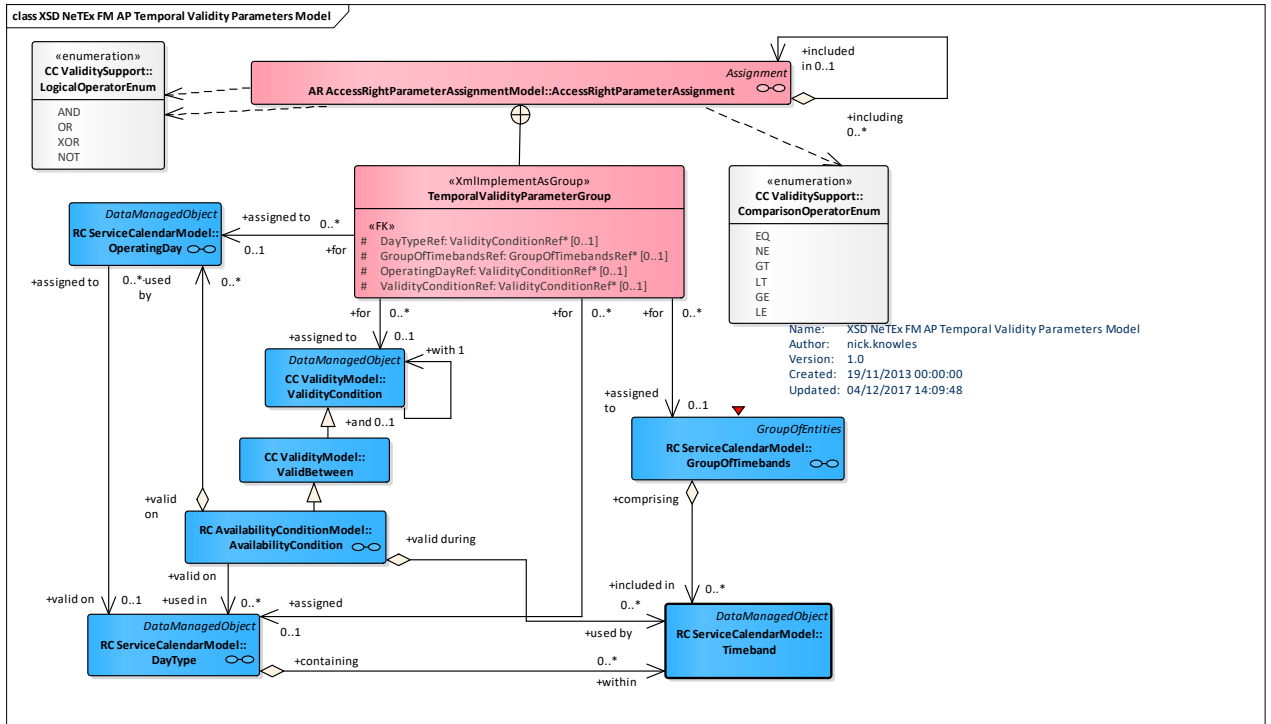 class XSD NeTEx FM AP Temporal Validity Parameters Model
«enumeration»
CC ValiditySupport::
LogicalOperatorEnum
AND
OR
XOR
NOT
Assignment
AR AccessRightParameterAssignmentModel::AccessRightParameterAssignment
+included
in 0..1
+including
0..*
«XmlImplementAsGroup»
TemporalValidityParameterGroup
«FK»
# DayTypeRef: ValidityConditionRef* [0..1]
# GroupOfTimebandsRef: GroupOfTimebandsRef* [0..1]
# OperatingDayRef: ValidityConditionRef* [0..1]
# ValidityConditionRef: ValidityConditionRef* [0..1]
«enumeration»
CC ValiditySupport::
ComparisonOperatorEnum
EQ
NE
GT
LT
GE
LE
Name: XSD NeTEx FM AP Temporal Validity Parameters Model
Author: nick.knowles
Version: 1.0
Created: 19/11/2013 00:00:00
Updated: 04/12/2017 14:09:48
DataManagedObject
RC ServiceCalendarModel::
OperatingDay
+assigned to
0..*
0..1
+for
+assigned to
0..*
+used
by
0..*
+for 0..*
+assigned to
0..1
+for 0..*
+for 0..*
DataManagedObject
CC ValidityModel::
ValidityCondition
+with 1
+and 0..1
CC ValidityModel::
ValidBetween
+assigned
to
0..1
GroupOfEntities
RC ServiceCalendarModel::
GroupOfTimebands
+comprising
+valid
on
RC AvailabilityConditionModel::
AvailabilityCondition
+valid during
+valid on
+valid on 0..1
+used in 0..*
+assigned
0..1
+included in 0..*
0..*
+used by
DataManagedObject
RC ServiceCalendarModel::
DayType
+containing
0..*
+within
DataManagedObject
RC ServiceCalendarModel::
Timeband